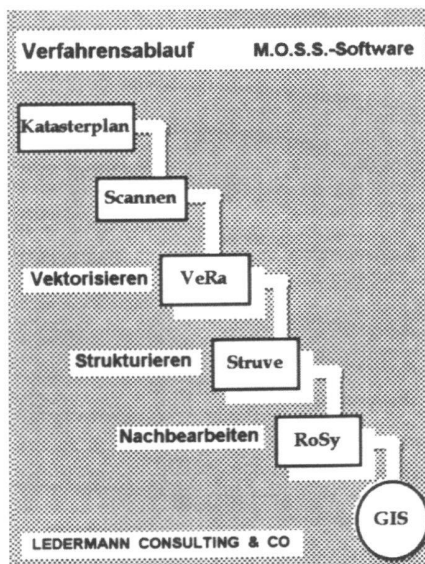 Verfahrensablauf M.O.S.S.-Software
Katasterplan
Scannen
Vektorisieren VeRa
Strukturieren Struve
Nachbearbeiten RoSy
GIS
LEDERMANN CONSULTING & CO